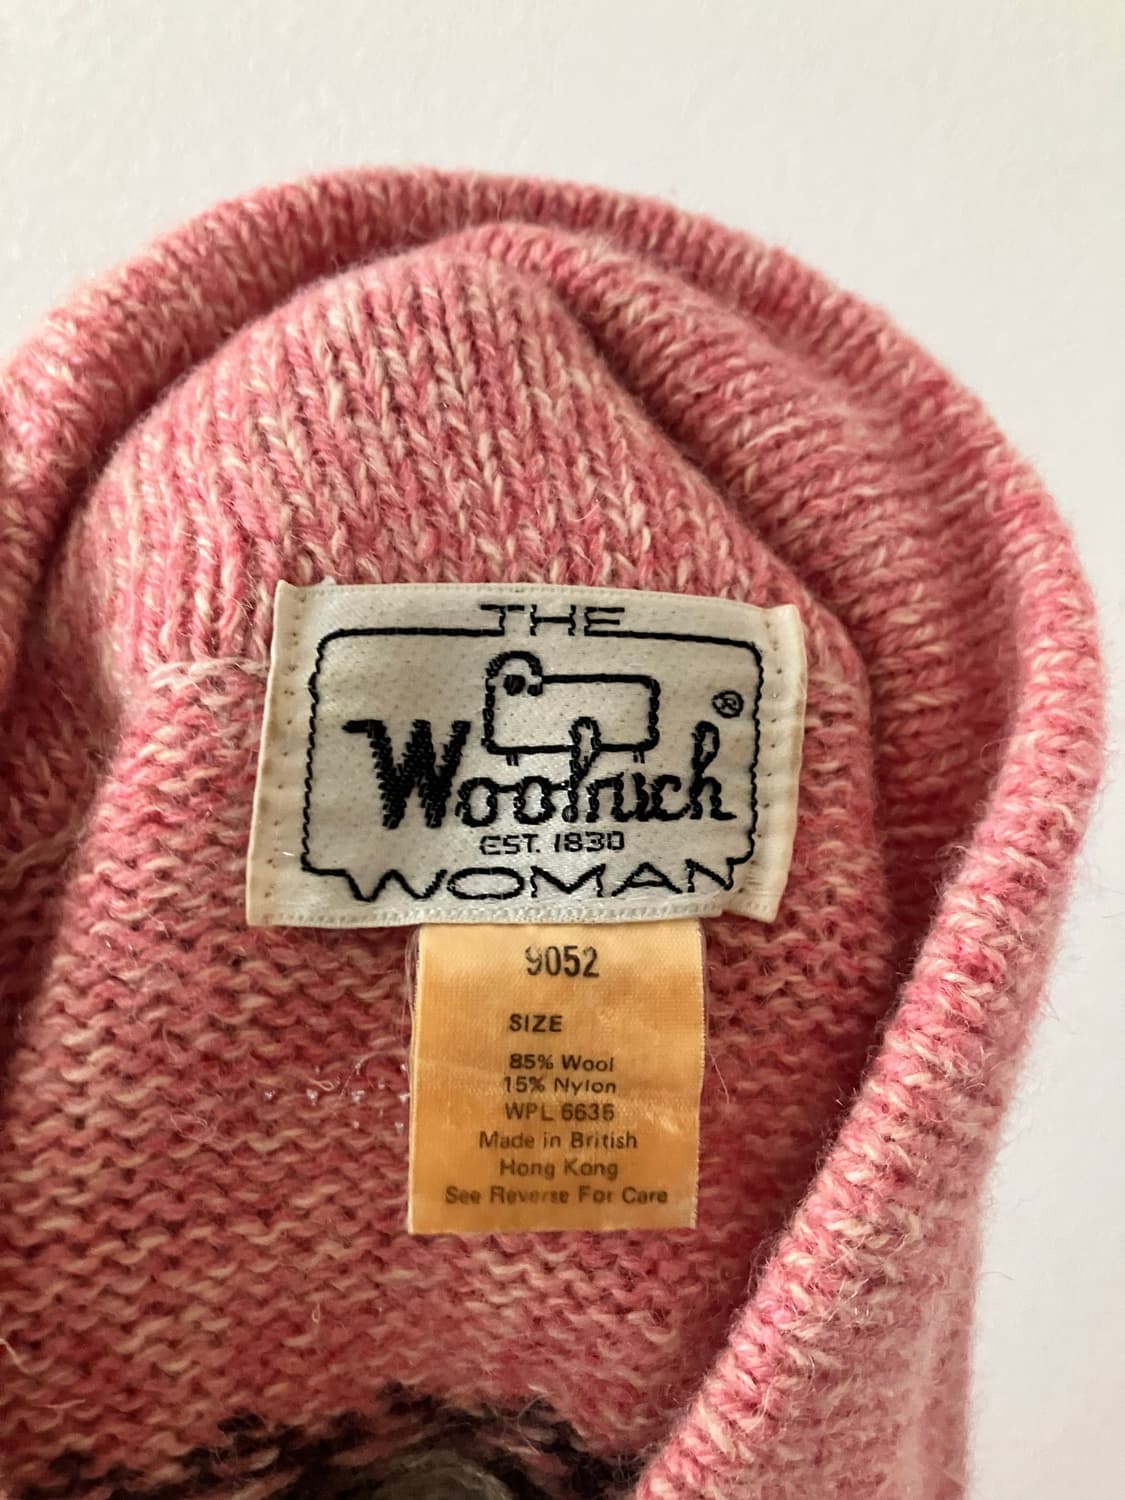 THE
Woolrich ®
EST. 1830
WOMAN
9052
SIZE
85% Wool
15% Nylon
WPL 6635
Made in British
Hong Kong
See Reverse For Care